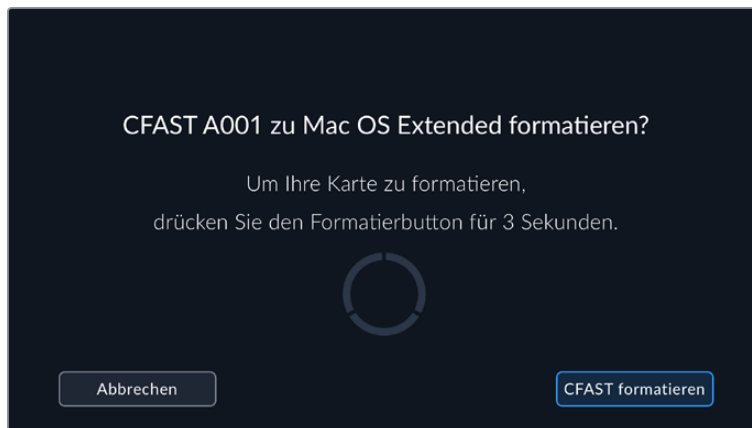 CFAST A001 zu Mac OS Extended formatieren?
Um Ihre Karte zu formatieren,
drücken Sie den Formatierbutton für 3 Sekunden.
Abbrechen
CFAST formatieren